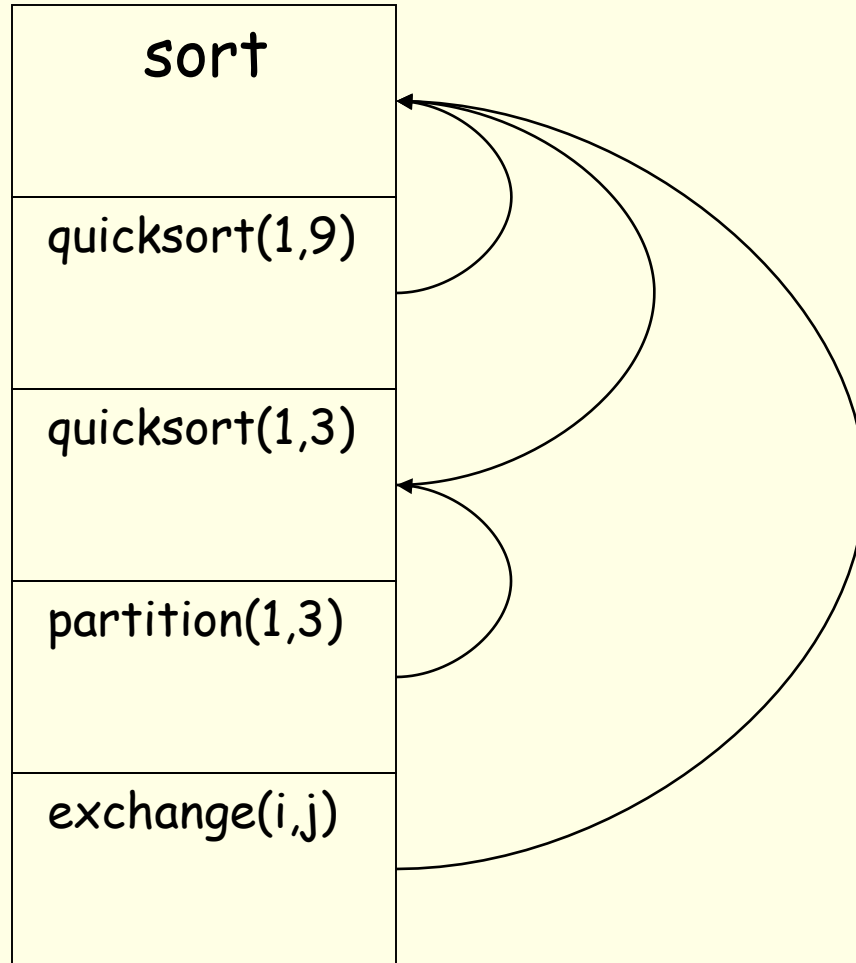 sort
quicksort(1,9)
quicksort(1,3)
partition(1,3)
exchange(i,j)